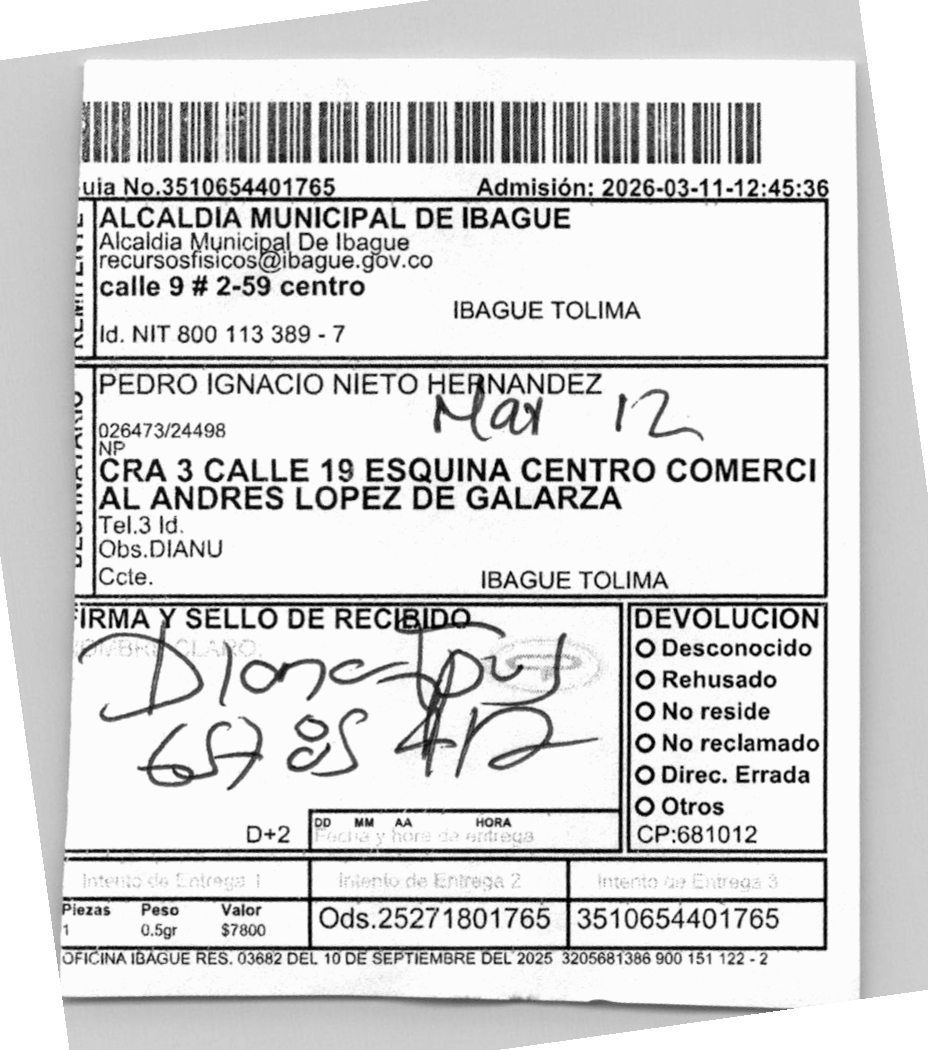 uia No.3510654401765 Admisión: 2026-03-11-12:45:36
REMITENTE
ALCALDIA MUNICIPAL DE IBAGUE
Alcaldia Municipal De Ibague
recursosfisicos@ibague.gov.co
calle 9 # 2-59 centro
IBAGUE TOLIMA
Id. NIT 800 113 389 - 7
DESTINATARIO
PEDRO IGNACIO NIETO HERNANDEZ
Mar 12
026473/24498
NP
CRA 3 CALLE 19 ESQUINA CENTRO COMERCI
AL ANDRES LOPEZ DE GALARZA
Tel.3 Id.
Obs.DIANU
Ccte.
IBAGUE TOLIMA
FIRMA Y SELLO DE RECIBIDO
NOMBRE CLARO:
Diana
D+2
DD MM AA HORA
Fecha y hora de entrega
DEVOLUCION
Desconocido
Rehusado
No reside
No reclamado
Direc. Errada
Otros
CP:681012
Intento de Entrega 1 Intento de Entrega 2 Intento de Entrega 3
Piezas Peso Valor
1 0.5gr $7800
Ods.25271801765 3510654401765
OFICINA IBAGUE RES. 03682 DEL 10 DE SEPTIEMBRE DEL 2025 3205681386 900 151 122 - 2